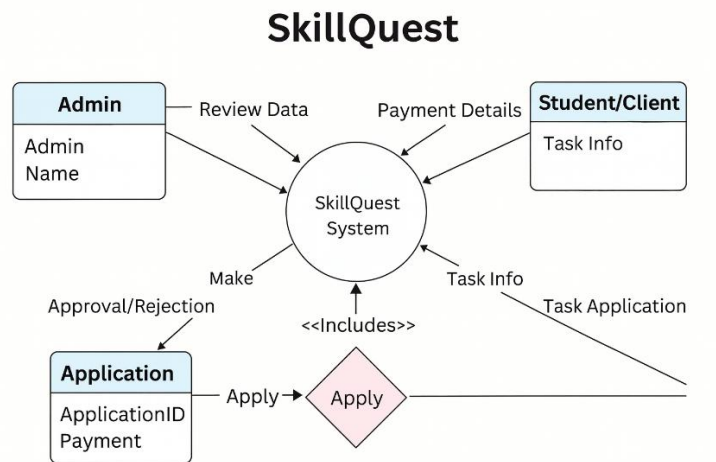 SkillQuest
Admin
Admin
Name
Review Data
Payment Details
Student/Client
Task Info
SkillQuest
System
Make
Approval/Rejection
Task Info
Task Application
<<Includes>>
Application
ApplicationID
Payment
Apply
Apply